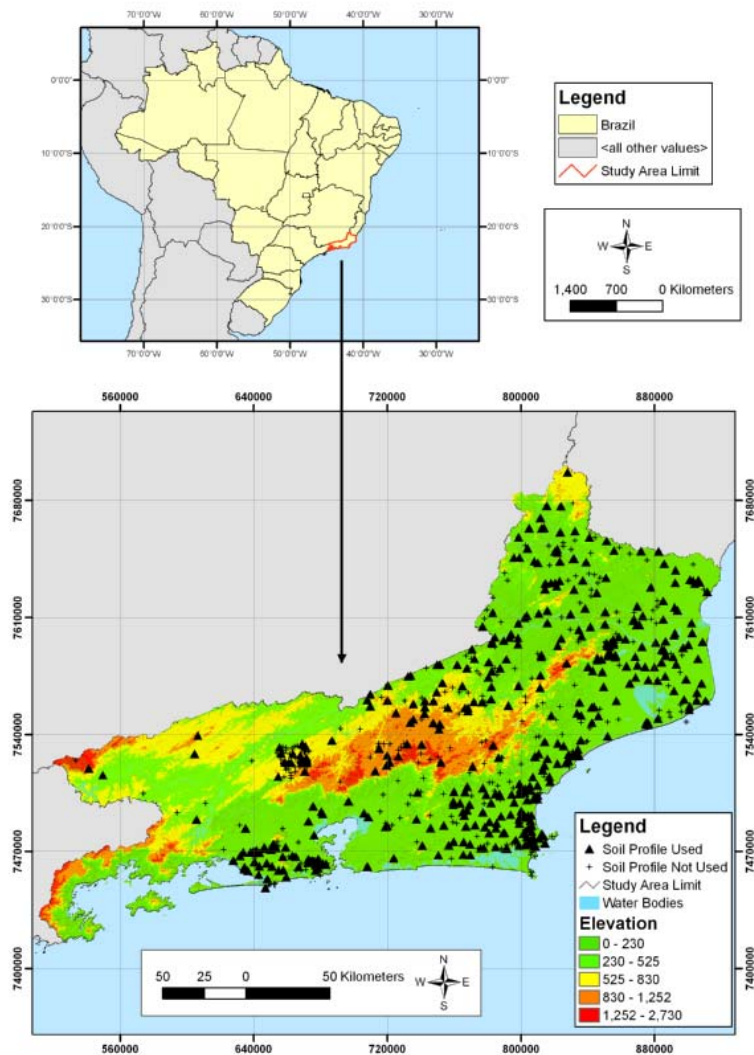 70°0'0"W 60°0'0"W 50°0'0"W 40°0'0"W 30°0'0"W
0°0'0" 0°0'0"
10°0'0"S 10°0'0"S
20°0'0"S 20°0'0"S
30°0'0"S 30°0'0"S
70°0'0"W 60°0'0"W 50°0'0"W 40°0'0"W 30°0'0"W
Legend
Brazil
<all other values>
Study Area Limit
N
W E
S
1,400 700 0 Kilometers
560000 640000 720000 800000 880000
7680000 7680000
7610000 7610000
7540000 7540000
7470000 7470000
7400000 7400000
Legend
Soil Profile Used
Soil Profile Not Used
Study Area Limit
Water Bodies
Elevation
0 - 230
230 - 525
525 - 830
830 - 1,252
1,252 - 2,730
50 25 0 50 Kilometers
N
W E
S
560000 640000 720000 800000 880000